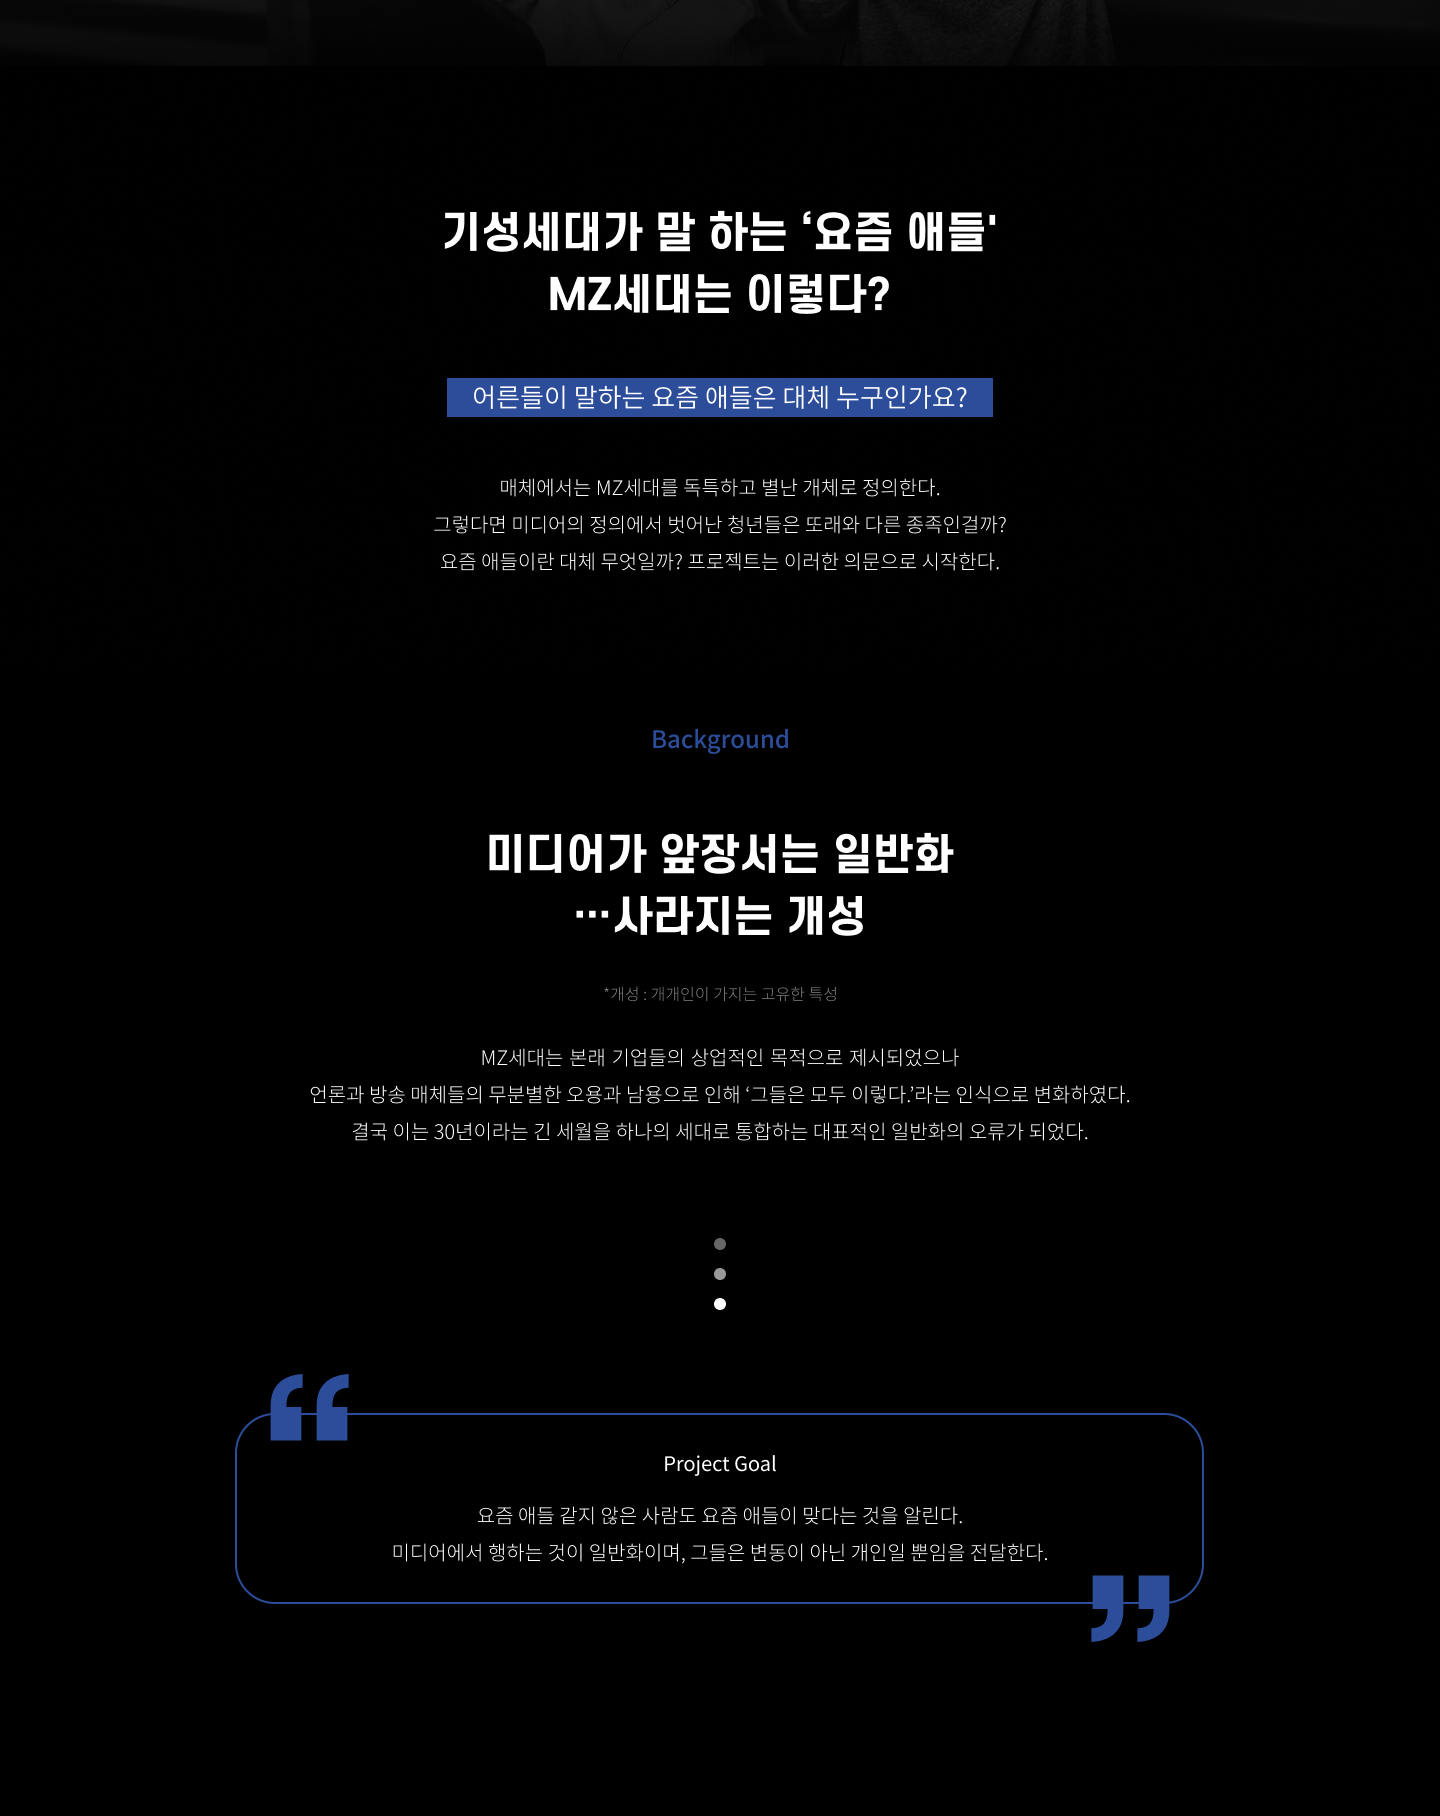 기성세대가 말 하는 ‘요즘 애들'
MZ세대는 이렇다?
어른들이 말하는 요즘 애들은 대체 누구인가요?
매체에서는 MZ세대를 독특하고 별난 개체로 정의한다.
그렇다면 미디어의 정의에서 벗어난 청년들은 또래와 다른 종족인걸까?
요즘 애들이란 대체 무엇일까? 프로젝트는 이러한 의문으로 시작한다.
Background
미디어가 앞장서는 일반화
…사라지는 개성
*개성 : 개개인이 가지는 고유한 특성
MZ세대는 본래 기업들의 상업적인 목적으로 제시되었으나
언론과 방송 매체들의 무분별한 오용과 남용으로 인해 ‘그들은 모두 이렇다.’라는 인식으로 변화하였다.
결국 이는 30년이라는 긴 세월을 하나의 세대로 통합하는 대표적인 일반화의 오류가 되었다.
Project Goal
요즘 애들 같지 않은 사람도 요즘 애들이 맞다는 것을 알린다.
미디어에서 행하는 것이 일반화이며, 그들은 변동이 아닌 개인일 뿐임을 전달한다.